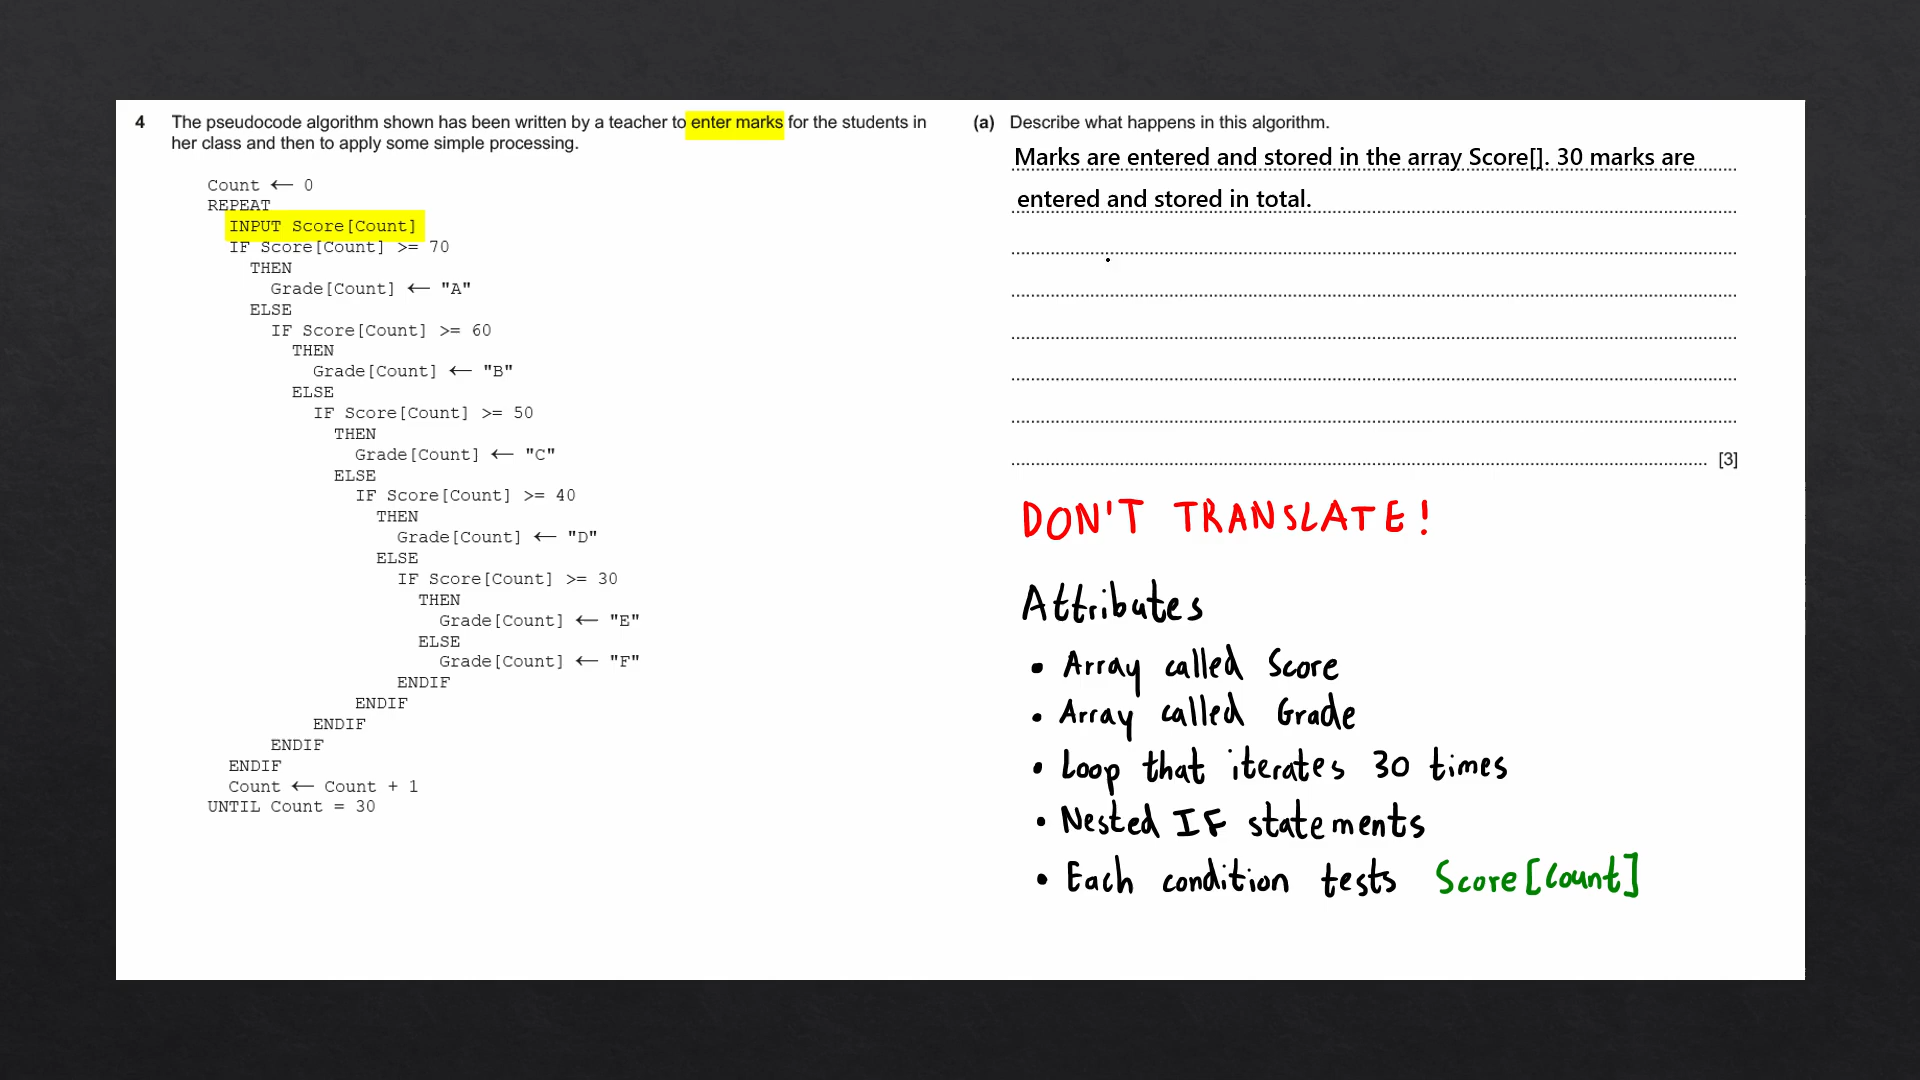 4 The pseudocode algorithm shown has been written by a teacher to enter marks for the students in
her class and then to apply some simple processing.
Count ← 0
REPEAT
INPUT Score[Count]
IF Score[Count] >= 70
THEN
Grade[Count] ← "A"
ELSE
IF Score[Count] >= 60
THEN
Grade[Count] ← "B"
ELSE
IF Score[Count] >= 50
THEN
Grade[Count] ← "C"
ELSE
IF Score[Count] >= 40
THEN
Grade[Count] ← "D"
ELSE
IF Score[Count] >= 30
THEN
Grade[Count] ← "E"
ELSE
Grade[Count] ← "F"
ENDIF
ENDIF
ENDIF
ENDIF
ENDIF
Count ← Count + 1
UNTIL Count = 30
(a) Describe what happens in this algorithm.
Marks are entered and stored in the array Score[]. 30 marks are
entered and stored in total.
[3]
DON'T TRANSLATE!
Attributes
• Array called Score
• Array called Grade
• Loop that iterates 30 times
• Nested IF statements
• Each condition tests Score[Count]